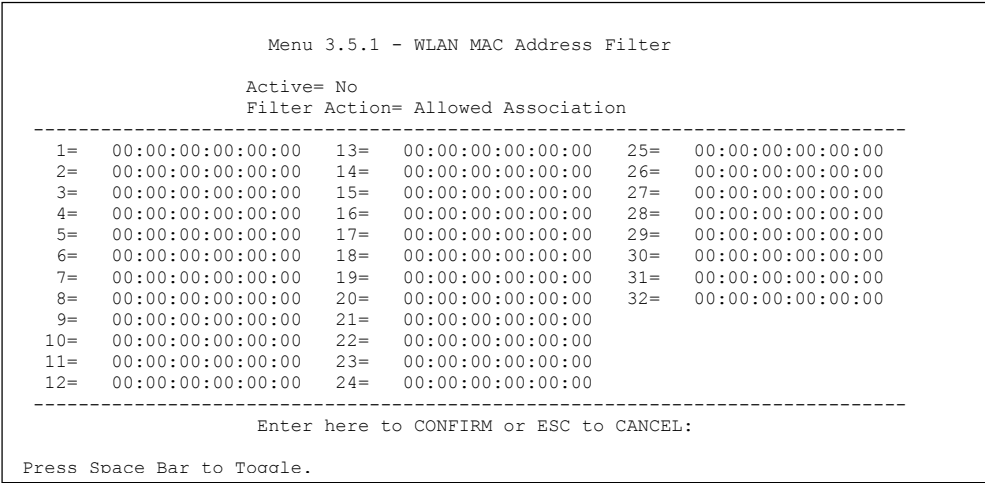 Menu 3.5.1 - WLAN MAC Address Filter
Active= No
Filter Action= Allowed Association
------------------------------------------------------------------------------
1= 00:00:00:00:00:00 13= 00:00:00:00:00:00 25= 00:00:00:00:00:00
2= 00:00:00:00:00:00 14= 00:00:00:00:00:00 26= 00:00:00:00:00:00
3= 00:00:00:00:00:00 15= 00:00:00:00:00:00 27= 00:00:00:00:00:00
4= 00:00:00:00:00:00 16= 00:00:00:00:00:00 28= 00:00:00:00:00:00
5= 00:00:00:00:00:00 17= 00:00:00:00:00:00 29= 00:00:00:00:00:00
6= 00:00:00:00:00:00 18= 00:00:00:00:00:00 30= 00:00:00:00:00:00
7= 00:00:00:00:00:00 19= 00:00:00:00:00:00 31= 00:00:00:00:00:00
8= 00:00:00:00:00:00 20= 00:00:00:00:00:00 32= 00:00:00:00:00:00
9= 00:00:00:00:00:00 21= 00:00:00:00:00:00
10= 00:00:00:00:00:00 22= 00:00:00:00:00:00
11= 00:00:00:00:00:00 23= 00:00:00:00:00:00
12= 00:00:00:00:00:00 24= 00:00:00:00:00:00
------------------------------------------------------------------------------
Enter here to CONFIRM or ESC to CANCEL:
Press Space Bar to Toggle.